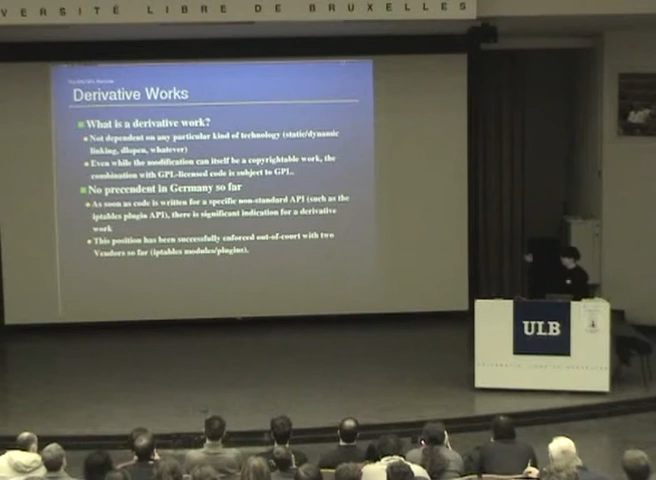 VERSITÉ LIBRE DE BRUXELLES
Derivative Works
What is a derivative work?
Not dependent on any particular kind of technology (static/dynamic
linking, dlopen, whatever)
Even while the modification can itself be a copyrightable work, the
combination with GPL-licensed code is subject to GPL.
No precendent in Germany so far
As soon as code is written for a specific non-standard API (such as the
iptables plugin API), there is significant indication for a derivative
work
This position has been successfully enforced out-of-court with two
Vendors so far (iptables modules/plugins).
ULB